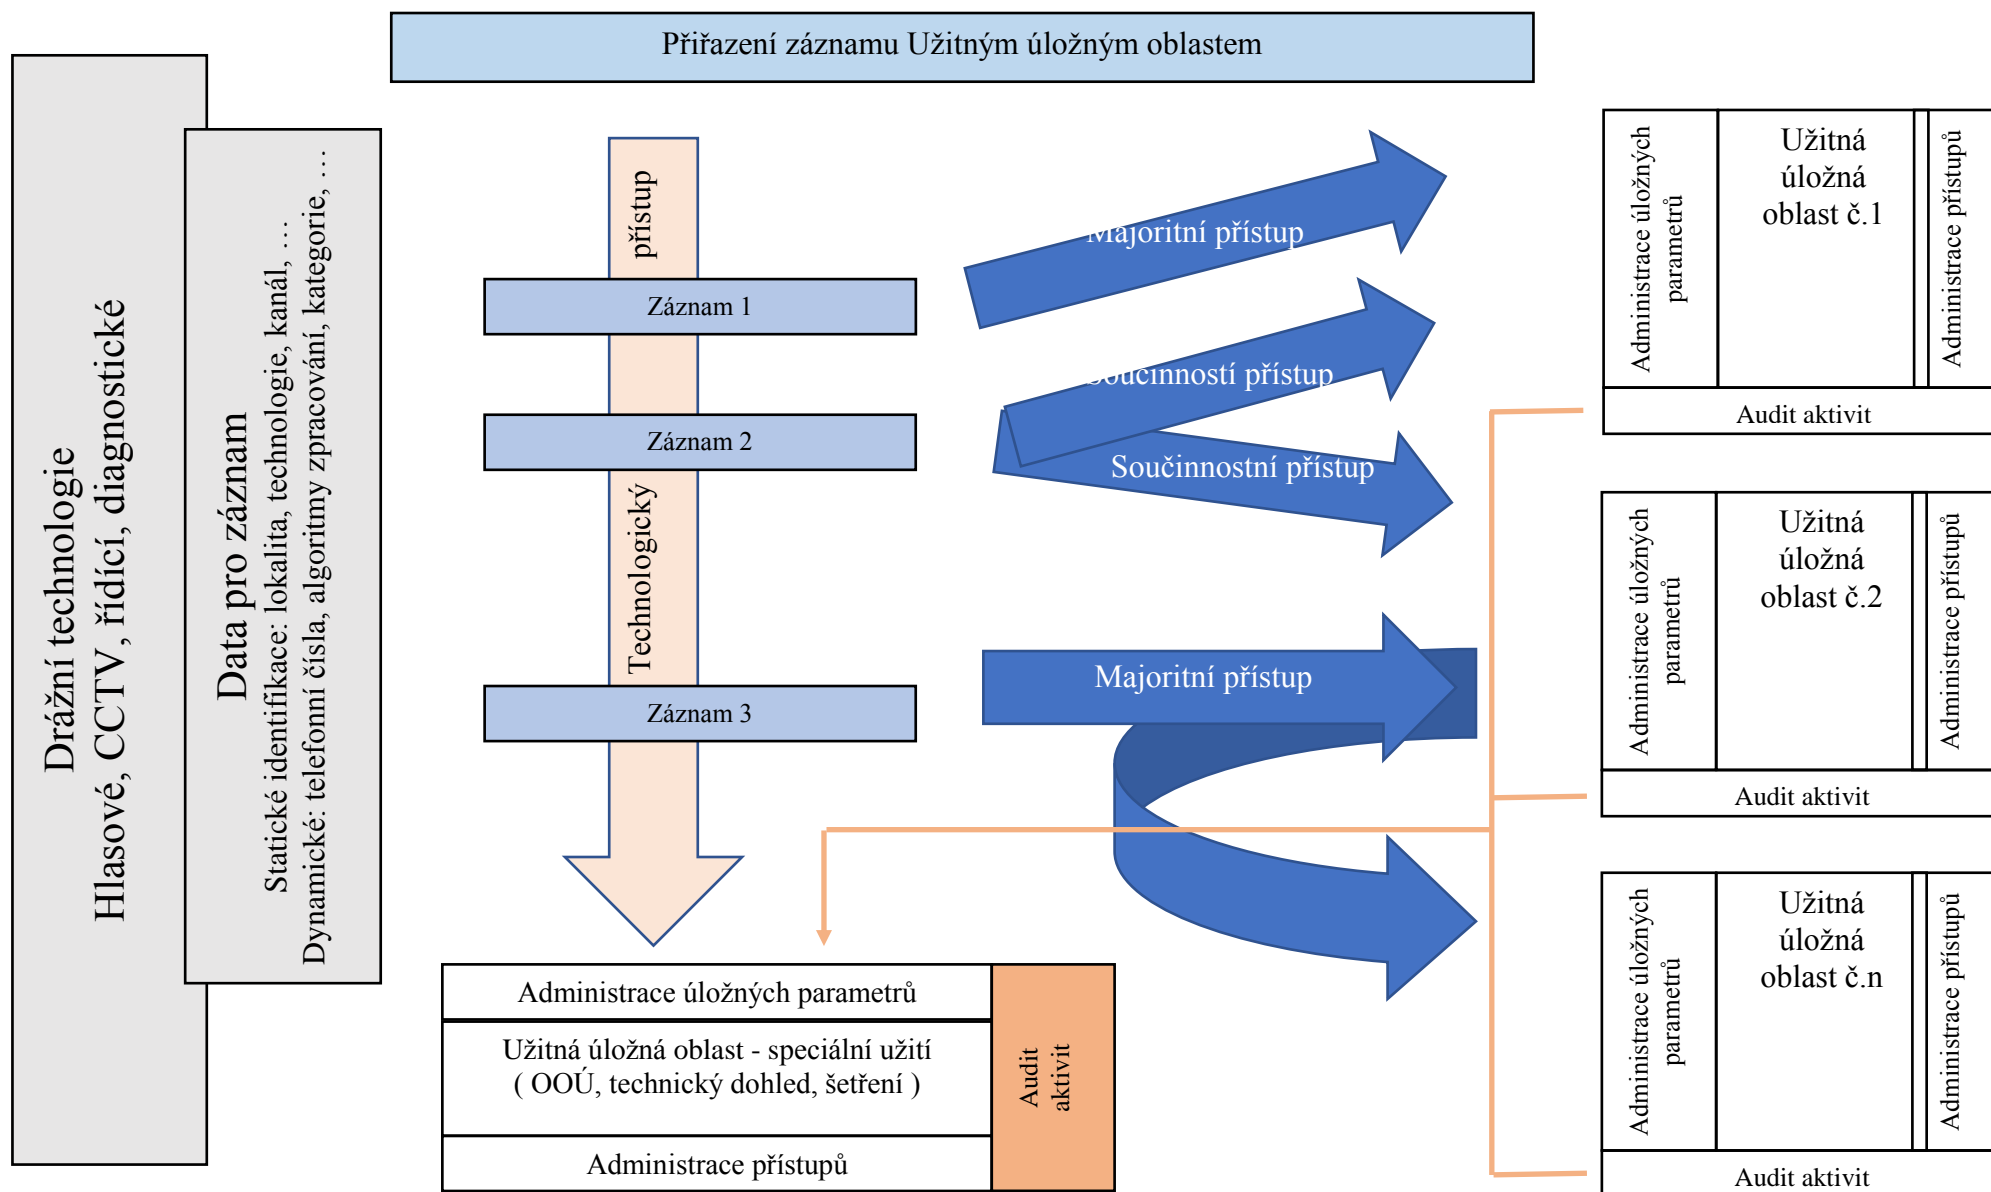 Přiřazení záznamu Užitným úložným oblastem
Drážní technologie
Hlasové, CCTV, řídící, diagnostické
Data pro záznam
Statické identifikace: lokalita, technologie, kanál, …
Dynamické: telefonní čísla, algoritmy zpracování, kategorie, …
Technologický
přístup
Záznam 1
Záznam 2
Záznam 3
Majoritní přístup
Součinností přístup
Součinnostní přístup
Majoritní přístup
Administrace úložných
parametrů
Užitná
úložná
oblast č.1
Administrace přístupů
Audit aktivit
Administrace úložných
parametrů
Užitná
úložná
oblast č.2
Administrace přístupů
Audit aktivit
Administrace úložných
parametrů
Užitná
úložná
oblast č.n
Administrace přístupů
Audit aktivit
Administrace úložných parametrů
Užitná úložná oblast - speciální užití
( OOÚ, technický dohled, šetření )
Administrace přístupů
Audit
aktivit